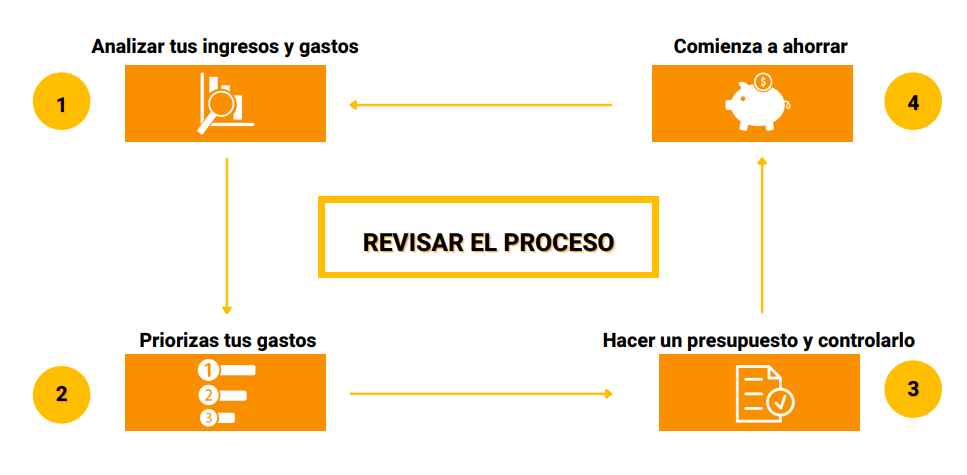 Analizar tus ingresos y gastos
1
Comienza a ahorrar
$
4
REVISAR EL PROCESO
Priorizas tus gastos
1
2
3
2
Hacer un presupuesto y controlarlo
3